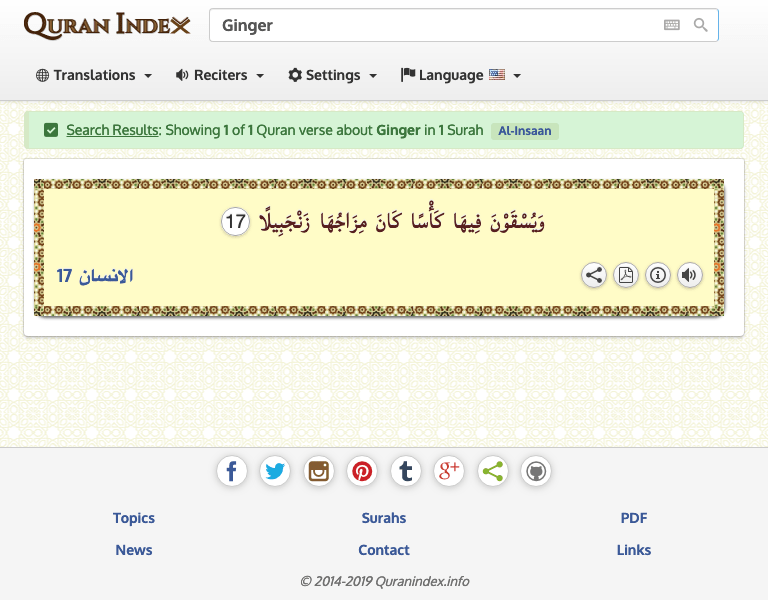 QURAN INDEX
Ginger
Translations Reciters Settings Language
Search Results: Showing 1 of 1 Quran verse about Ginger in 1 Surah Al-Insaan
وَيُسْقَوْنَ فِيهَا كَأْسًا كَانَ مِزَاجُهَا زَنْجَبِيلًا 17
الانسان 17
Topics Surahs PDF
News Contact Links
© 2014-2019 Quranindex.info